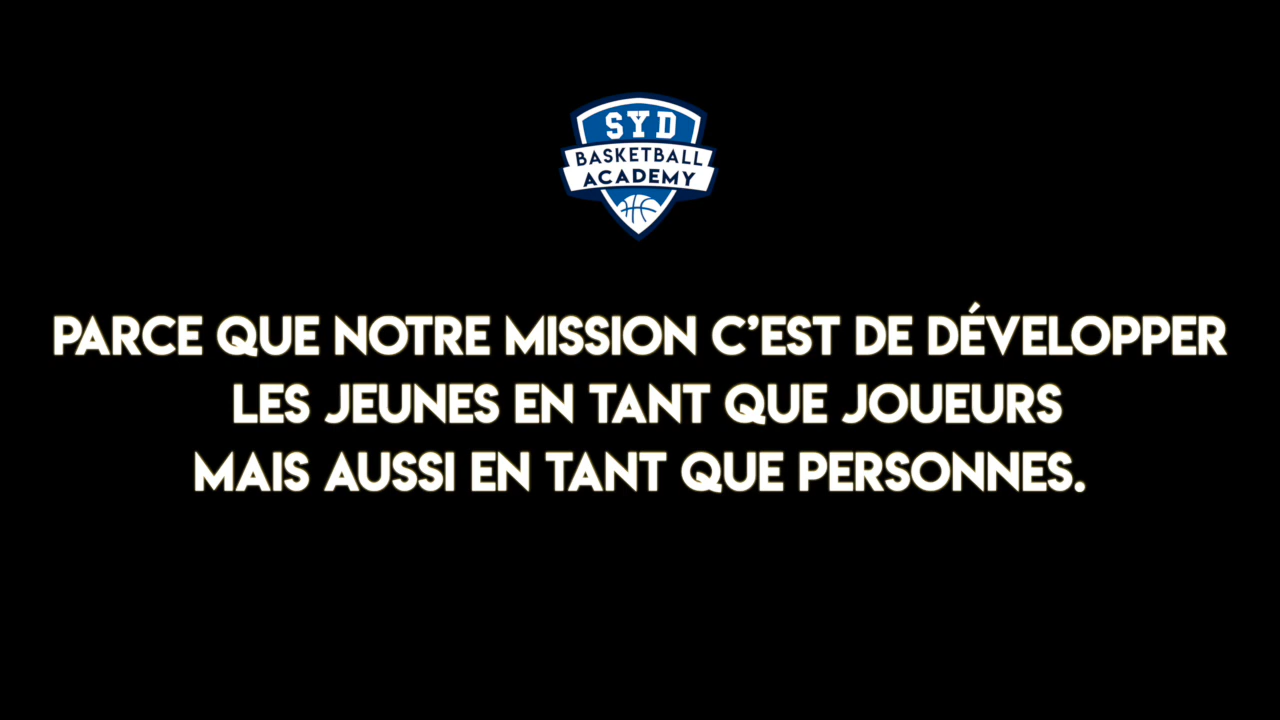 SYD
BASKETBALL
ACADEMY
PARCE QUE NOTRE MISSION C'EST DE DÉVELOPPER
LES JEUNES EN TANT QUE JOUEURS
MAIS AUSSI EN TANT QUE PERSONNES.